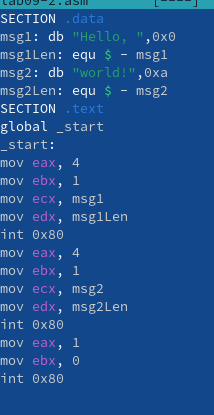 lab09-2.asm [----]
SECTION .data
msg1: db "Hello, ",0x0
msg1Len: equ $ - msg1
msg2: db "world!",0xa
msg2Len: equ $ - msg2
SECTION .text
global _start
_start:
mov eax, 4
mov ebx, 1
mov ecx, msg1
mov edx, msg1Len
int 0x80
mov eax, 4
mov ebx, 1
mov ecx, msg2
mov edx, msg2Len
int 0x80
mov eax, 1
mov ebx, 0
int 0x80